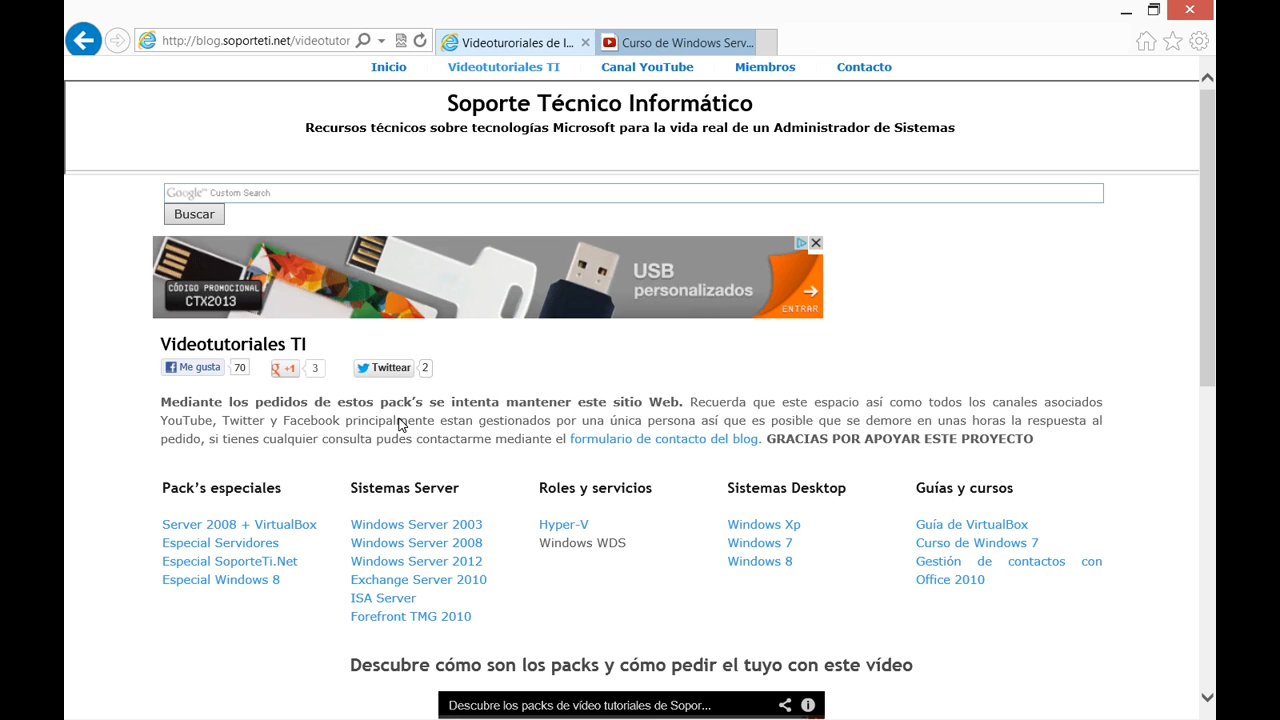 http://blog.soporteti.net/videotutor
Videoturoriales de I...
Curso de Windows Serv...
Inicio
Videotutoriales TI
Canal YouTube
Miembros
Contacto
Soporte Técnico Informático
Recursos técnicos sobre tecnologías Microsoft para la vida real de un Administrador de Sistemas
Google™ Custom Search
Buscar
CÓDIGO PROMOCIONAL
CTX2013
USB
personalizados
ENTRAR
Videotutoriales TI
Me gusta 70
+1 3
Twittear 2
Mediante los pedidos de estos pack's se intenta mantener este sitio Web. Recuerda que este espacio así como todos los canales asociados
YouTube, Twitter y Facebook principalmente estan gestionados por una única persona así que es posible que se demore en unas horas la respuesta al
pedido, si tienes cualquier consulta pudes contactarme mediante el formulario de contacto del blog. GRACIAS POR APOYAR ESTE PROYECTO
Pack's especiales
Server 2008 + VirtualBox
Especial Servidores
Especial SoporteTi.Net
Especial Windows 8
Sistemas Server
Windows Server 2003
Windows Server 2008
Windows Server 2012
Exchange Server 2010
ISA Server
Forefront TMG 2010
Roles y servicios
Hyper-V
Windows WDS
Sistemas Desktop
Windows Xp
Windows 7
Windows 8
Guías y cursos
Guía de VirtualBox
Curso de Windows 7
Gestión de contactos con
Office 2010
Descubre cómo son los packs y cómo pedir el tuyo con este vídeo
Descubre los packs de vídeo tutoriales de Sopor...